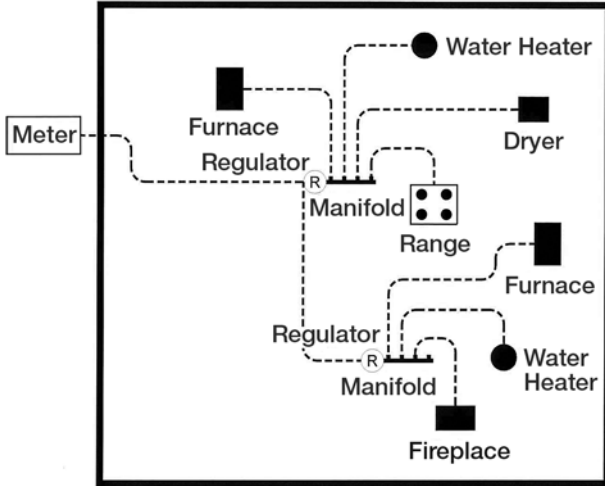 Water Heater
Meter
Furnace
Dryer
Regulator
R
Manifold
Range
Furnace
Regulator
R
Water
Heater
Manifold
Fireplace